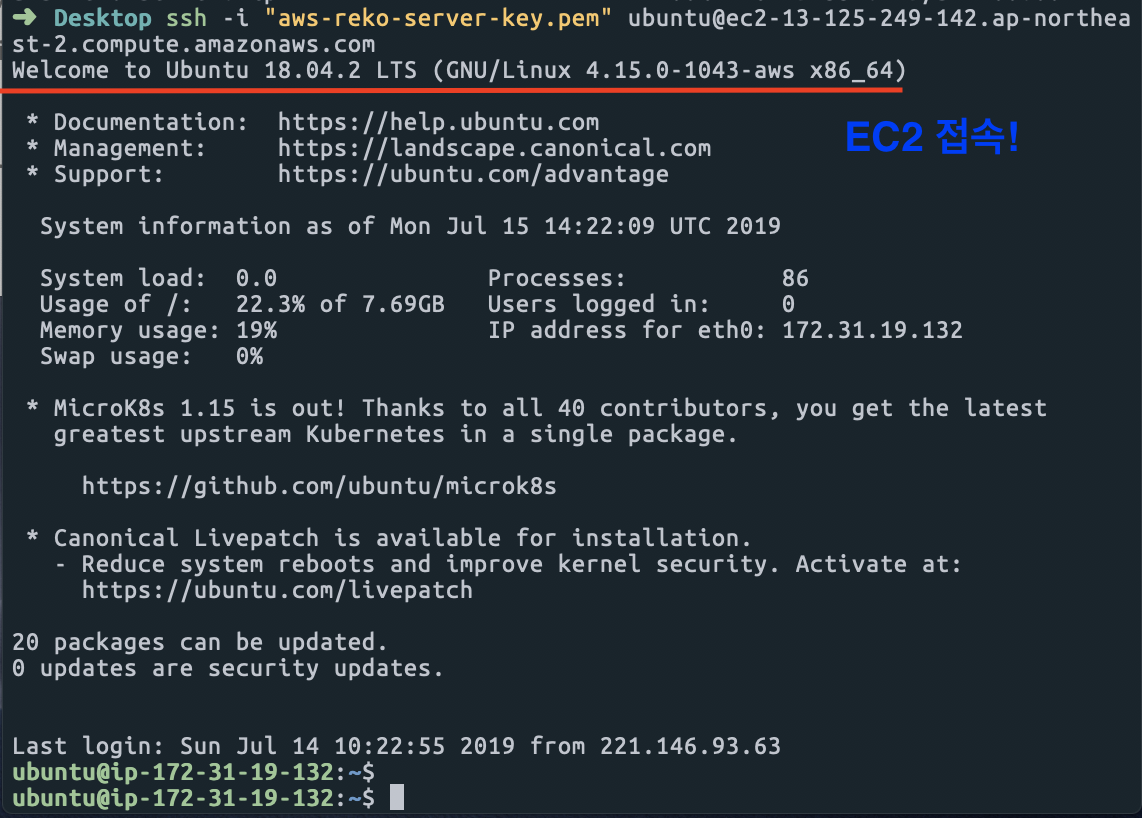 ➜ Desktop ssh -i "aws-reko-server-key.pem" ubuntu@ec2-13-125-249-142.ap-northea
st-2.compute.amazonaws.com
Welcome to Ubuntu 18.04.2 LTS (GNU/Linux 4.15.0-1043-aws x86_64)
* Documentation: https://help.ubuntu.com
EC2 접속!
* Management: https://landscape.canonical.com
* Support: https://ubuntu.com/advantage
System information as of Mon Jul 15 14:22:09 UTC 2019
System load: 0.0 Processes: 86
Usage of /: 22.3% of 7.69GB Users logged in: 0
Memory usage: 19% IP address for eth0: 172.31.19.132
Swap usage: 0%
* MicroK8s 1.15 is out! Thanks to all 40 contributors, you get the latest
greatest upstream Kubernetes in a single package.
https://github.com/ubuntu/microk8s
* Canonical Livepatch is available for installation.
- Reduce system reboots and improve kernel security. Activate at:
https://ubuntu.com/livepatch
20 packages can be updated.
0 updates are security updates.
Last login: Sun Jul 14 10:22:55 2019 from 221.146.93.63
ubuntu@ip-172-31-19-132:~$
ubuntu@ip-172-31-19-132:~$